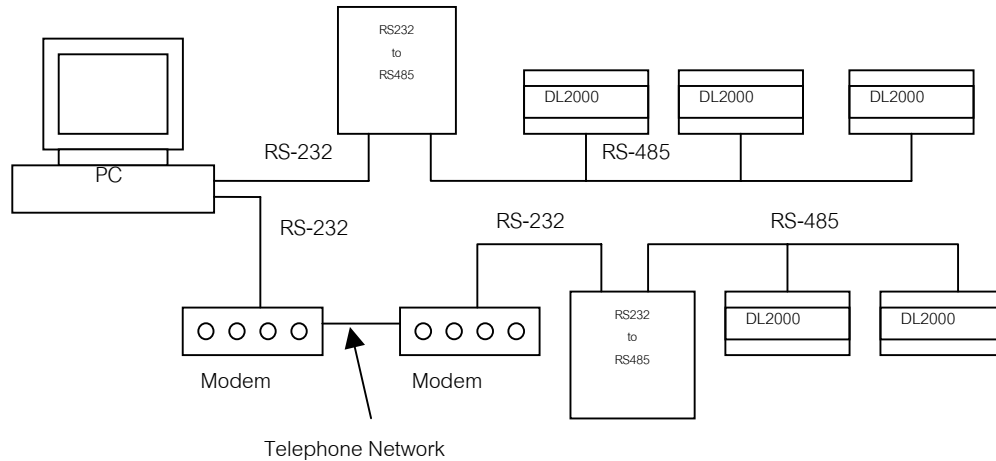 RS232
to
RS485
DL2000
DL2000
DL2000
RS-232
RS-485
PC
RS-232
RS-232
RS-485
RS232
to
RS485
DL2000
DL2000
Modem
Modem
Telephone Network